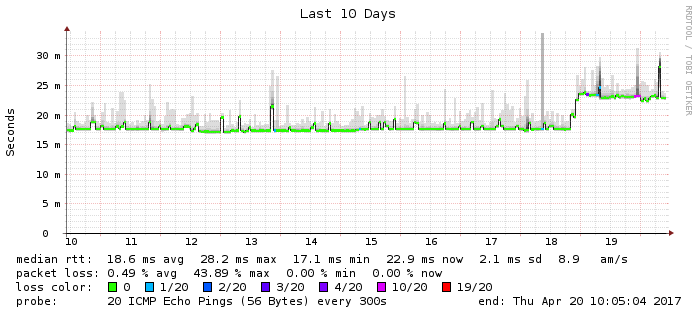 Last 10 Days
RRDTOOL / TOBI OETIKER
Seconds
30 m
25 m
20 m
15 m
10 m
5 m
0
10 11 12 13 14 15 16 17 18 19
median rtt: 18.6 ms avg 28.2 ms max 17.1 ms min 22.9 ms now 2.1 ms sd 8.9 am/s
packet loss: 0.49 % avg 43.89 % max 0.00 % min 0.00 % now
loss color: 0 1/20 2/20 3/20 4/20 10/20 19/20
probe: 20 ICMP Echo Pings (56 Bytes) every 300s end: Thu Apr 20 10:05:04 2017